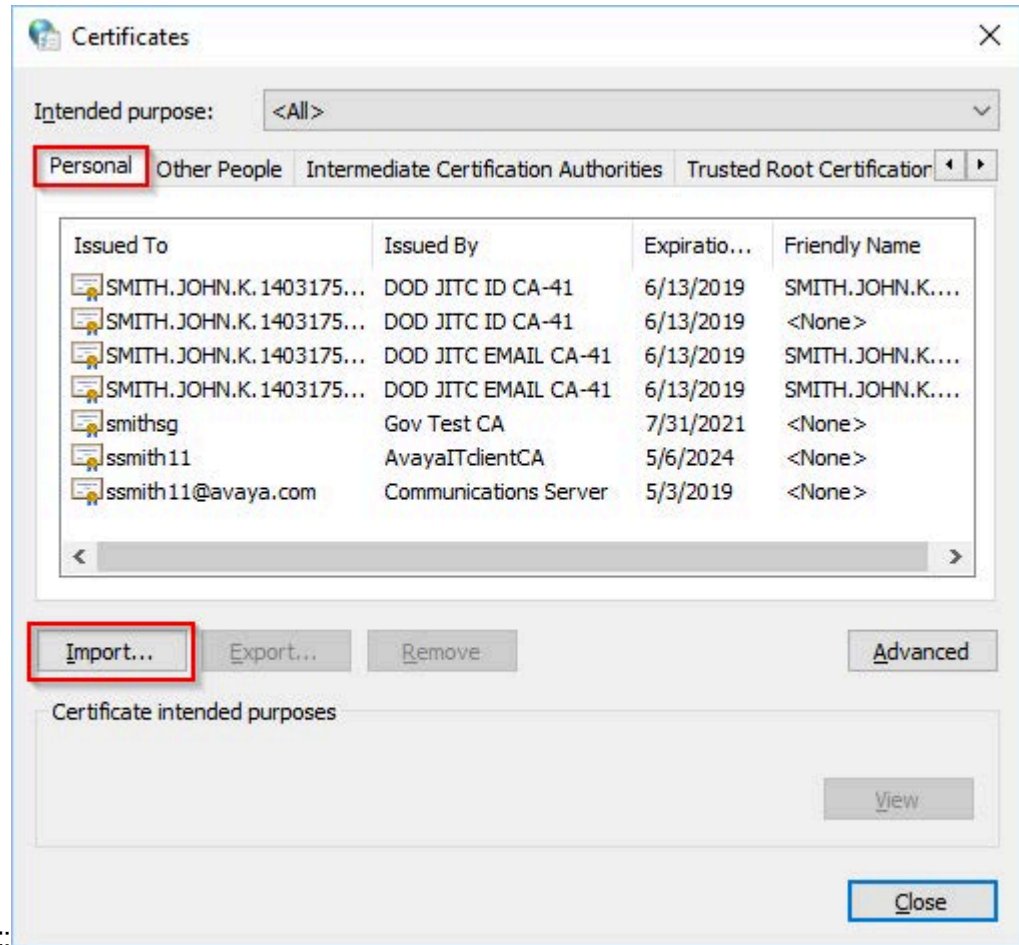 Certificates
Intended purpose: <All>
Personal Other People Intermediate Certification Authorities Trusted Root Certification
Issued To Issued By Expiratio... Friendly Name
SMITH.JOHN.K.1403175... DOD JITC ID CA-41 6/13/2019 SMITH.JOHN.K....
SMITH.JOHN.K.1403175... DOD JITC ID CA-41 6/13/2019 <None>
SMITH.JOHN.K.1403175... DOD JITC EMAIL CA-41 6/13/2019 SMITH.JOHN.K....
SMITH.JOHN.K.1403175... DOD JITC EMAIL CA-41 6/13/2019 SMITH.JOHN.K....
smithsg Gov Test CA 7/31/2021 <None>
ssmith11 AvayaITclientCA 5/6/2024 <None>
ssmith11@avaya.com Communications Server 5/3/2019 <None>
Import... Export... Remove Advanced
Certificate intended purposes
View
Close
..